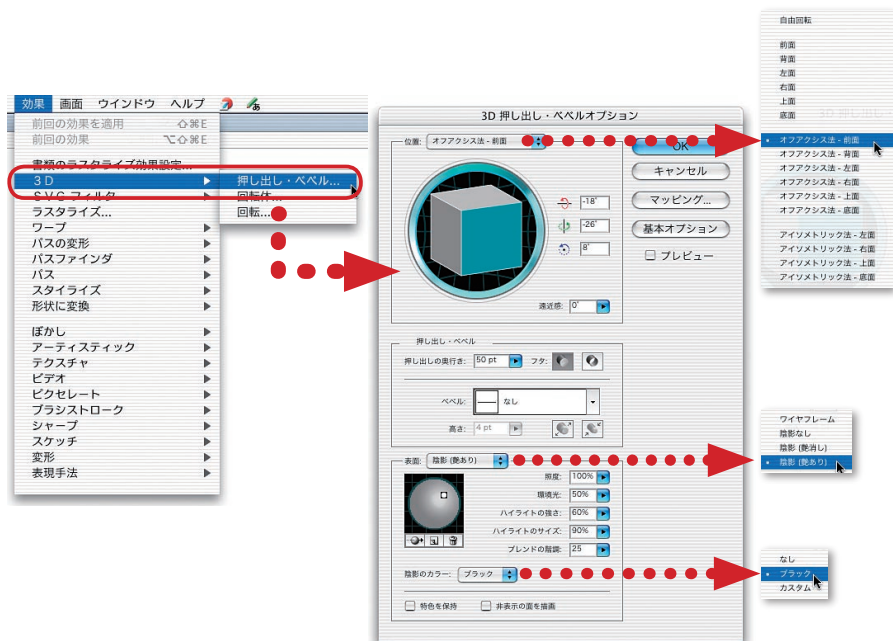 効果 画面 ウインドウ ヘルプ
前回の効果を適用 ⇧⌘E
前回の効果 ⌥⇧⌘E
書類のラスタライズ効果設定...
3D
SVG フィルタ
ラスタライズ...
ワープ
パスの変形
パスファインダ
パス
スタイライズ
形状に変換
ぼかし
アーティスティック
テクスチャ
ビデオ
ピクセレート
ブラシストローク
シャープ
スケッチ
変形
表現手法
押し出し・ベベル...
回転体...
回転...
3D 押し出し・ベベルオプション
位置: オフアクシス法 - 前面
-18°
-26°
8°
遠近感: 0°
OK
キャンセル
マッピング...
基本オプション
プレビュー
押し出し・ベベル
押し出しの奥行き: 50 pt フタ:
ベベル: なし
高さ: 4 pt
表面: 陰影 (艶あり)
照度: 100%
環境光: 50%
ハイライトの強さ: 60%
ハイライトのサイズ: 90%
ブレンドの階調: 25
陰影のカラー: ブラック
特色を保持 非表示の面を描画
自由回転
前面
背面
左面
右面
上面
底面
オフアクシス法 - 前面
オフアクシス法 - 背面
オフアクシス法 - 左面
オフアクシス法 - 右面
オフアクシス法 - 上面
オフアクシス法 - 底面
アイソメトリック法 - 左面
アイソメトリック法 - 右面
アイソメトリック法 - 上面
アイソメトリック法 - 底面
ワイヤフレーム
陰影なし
陰影 (艶消し)
陰影 (艶あり)
なし
ブラック
カスタム